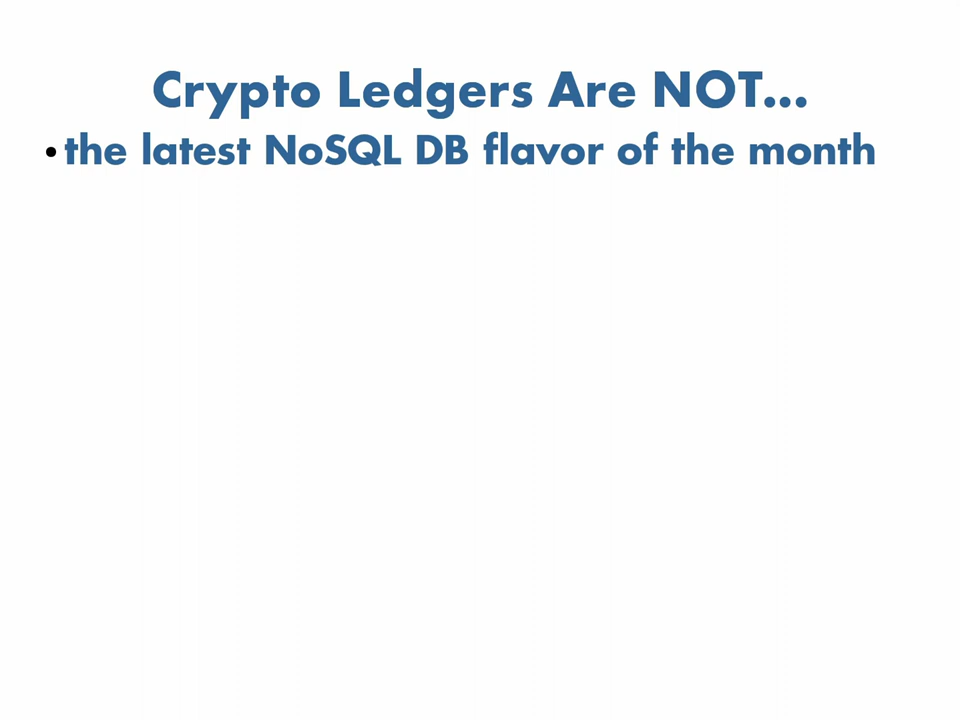 Crypto Ledgers Are NOT...
• the latest NoSQL DB flavor of the month